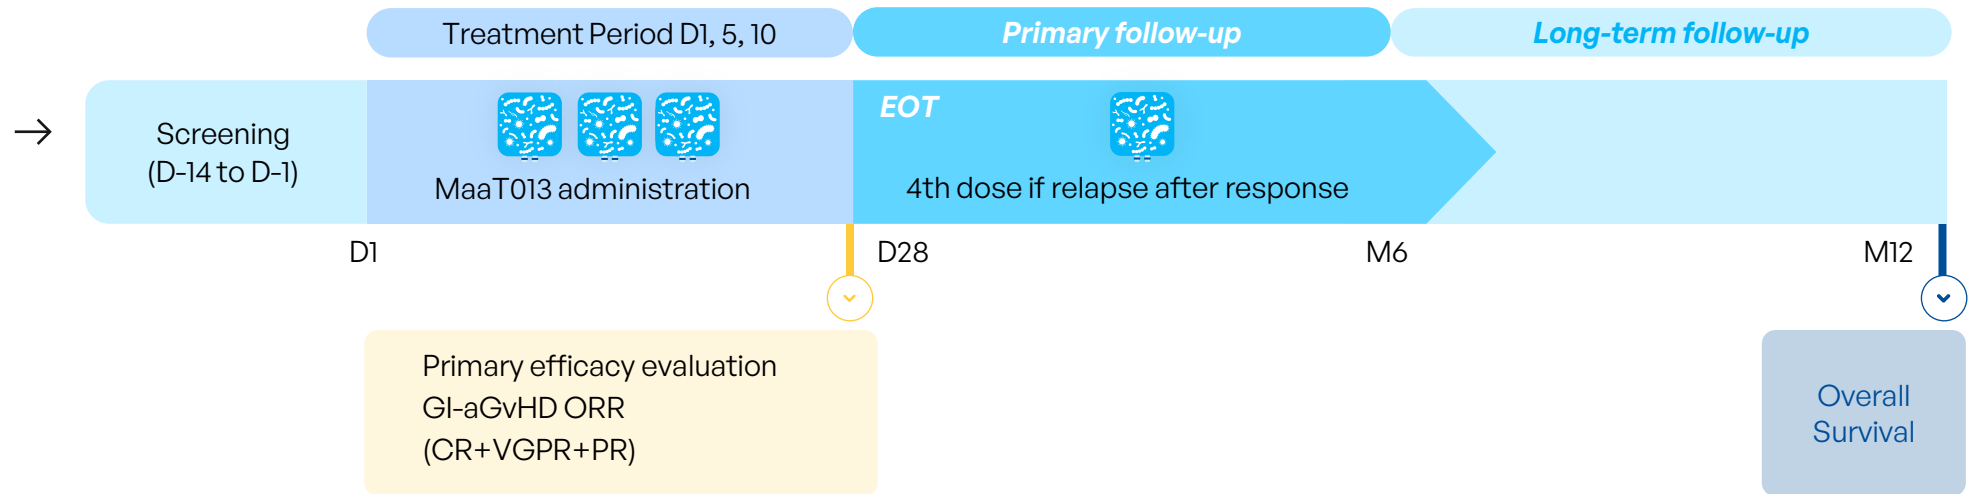 Treatment Period D1, 5, 10
Primary follow-up
Long-term follow-up
Screening
(D-14 to D-1)
MaaT013 administration
EOT
4th dose if relapse after response
D1
D28
M6
M12
Primary efficacy evaluation
GI-aGvHD ORR
(CR+VGPR+PR)
Overall
Survival